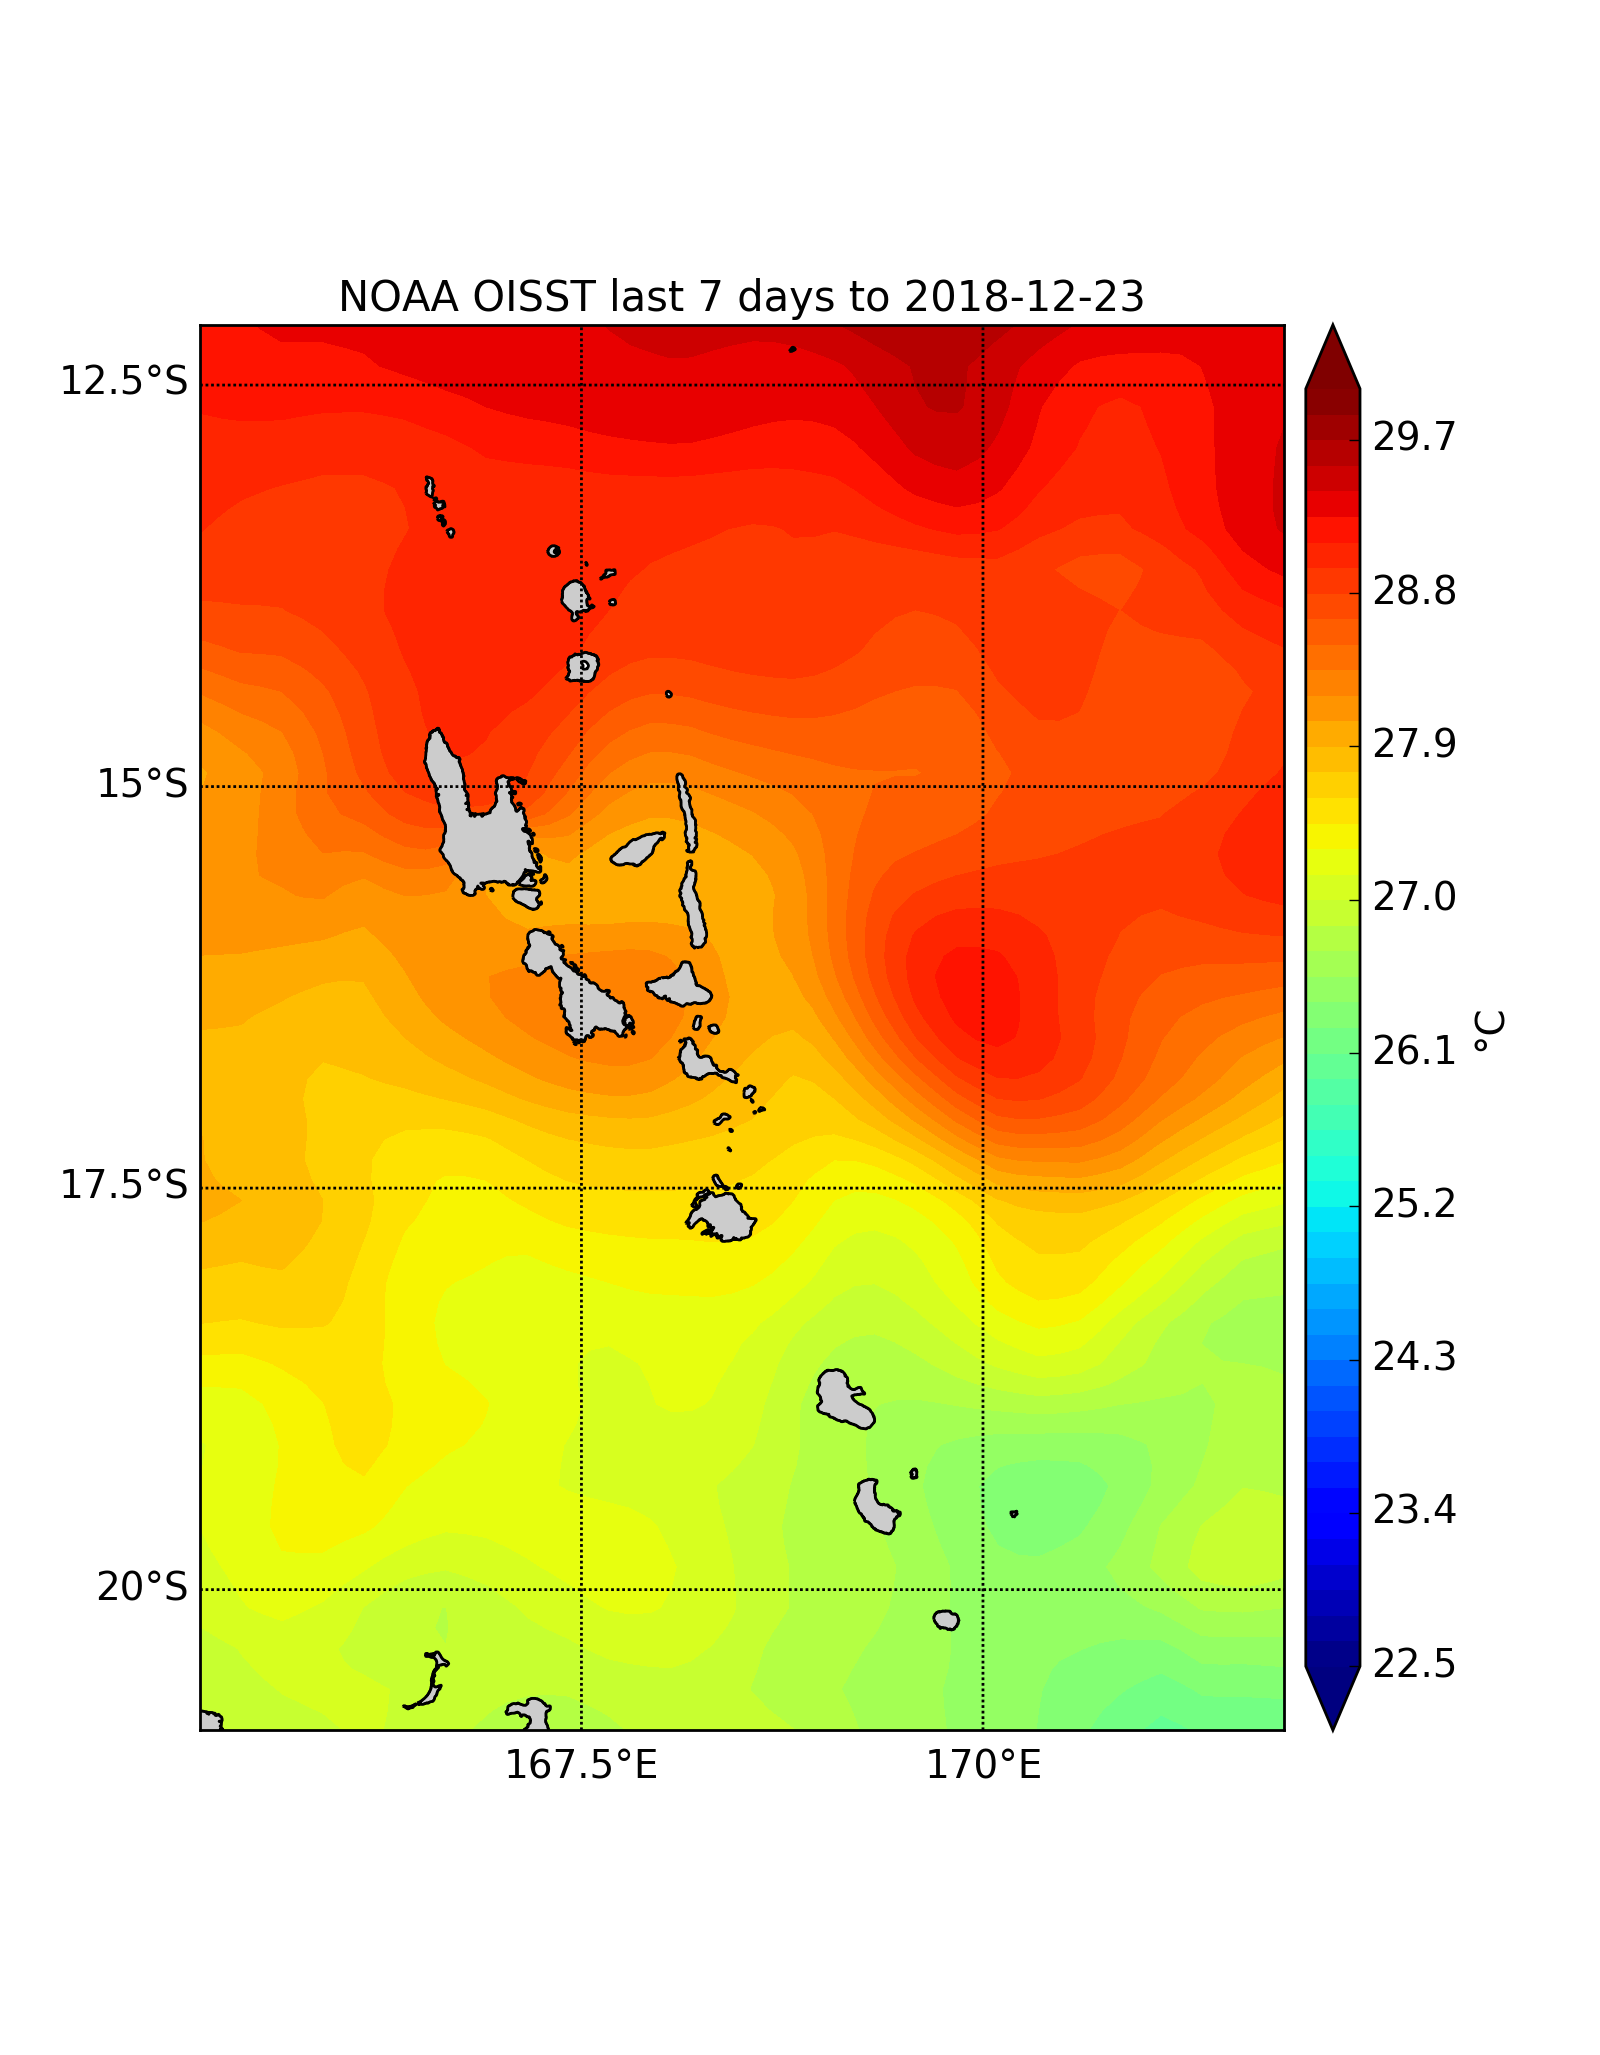 NOAA OISST last 7 days to 2018-12-23
12.5°S
15°S
17.5°S
20°S
167.5°E
170°E
29.7
28.8
27.9
27.0
26.1
25.2
24.3
23.4
22.5
°C